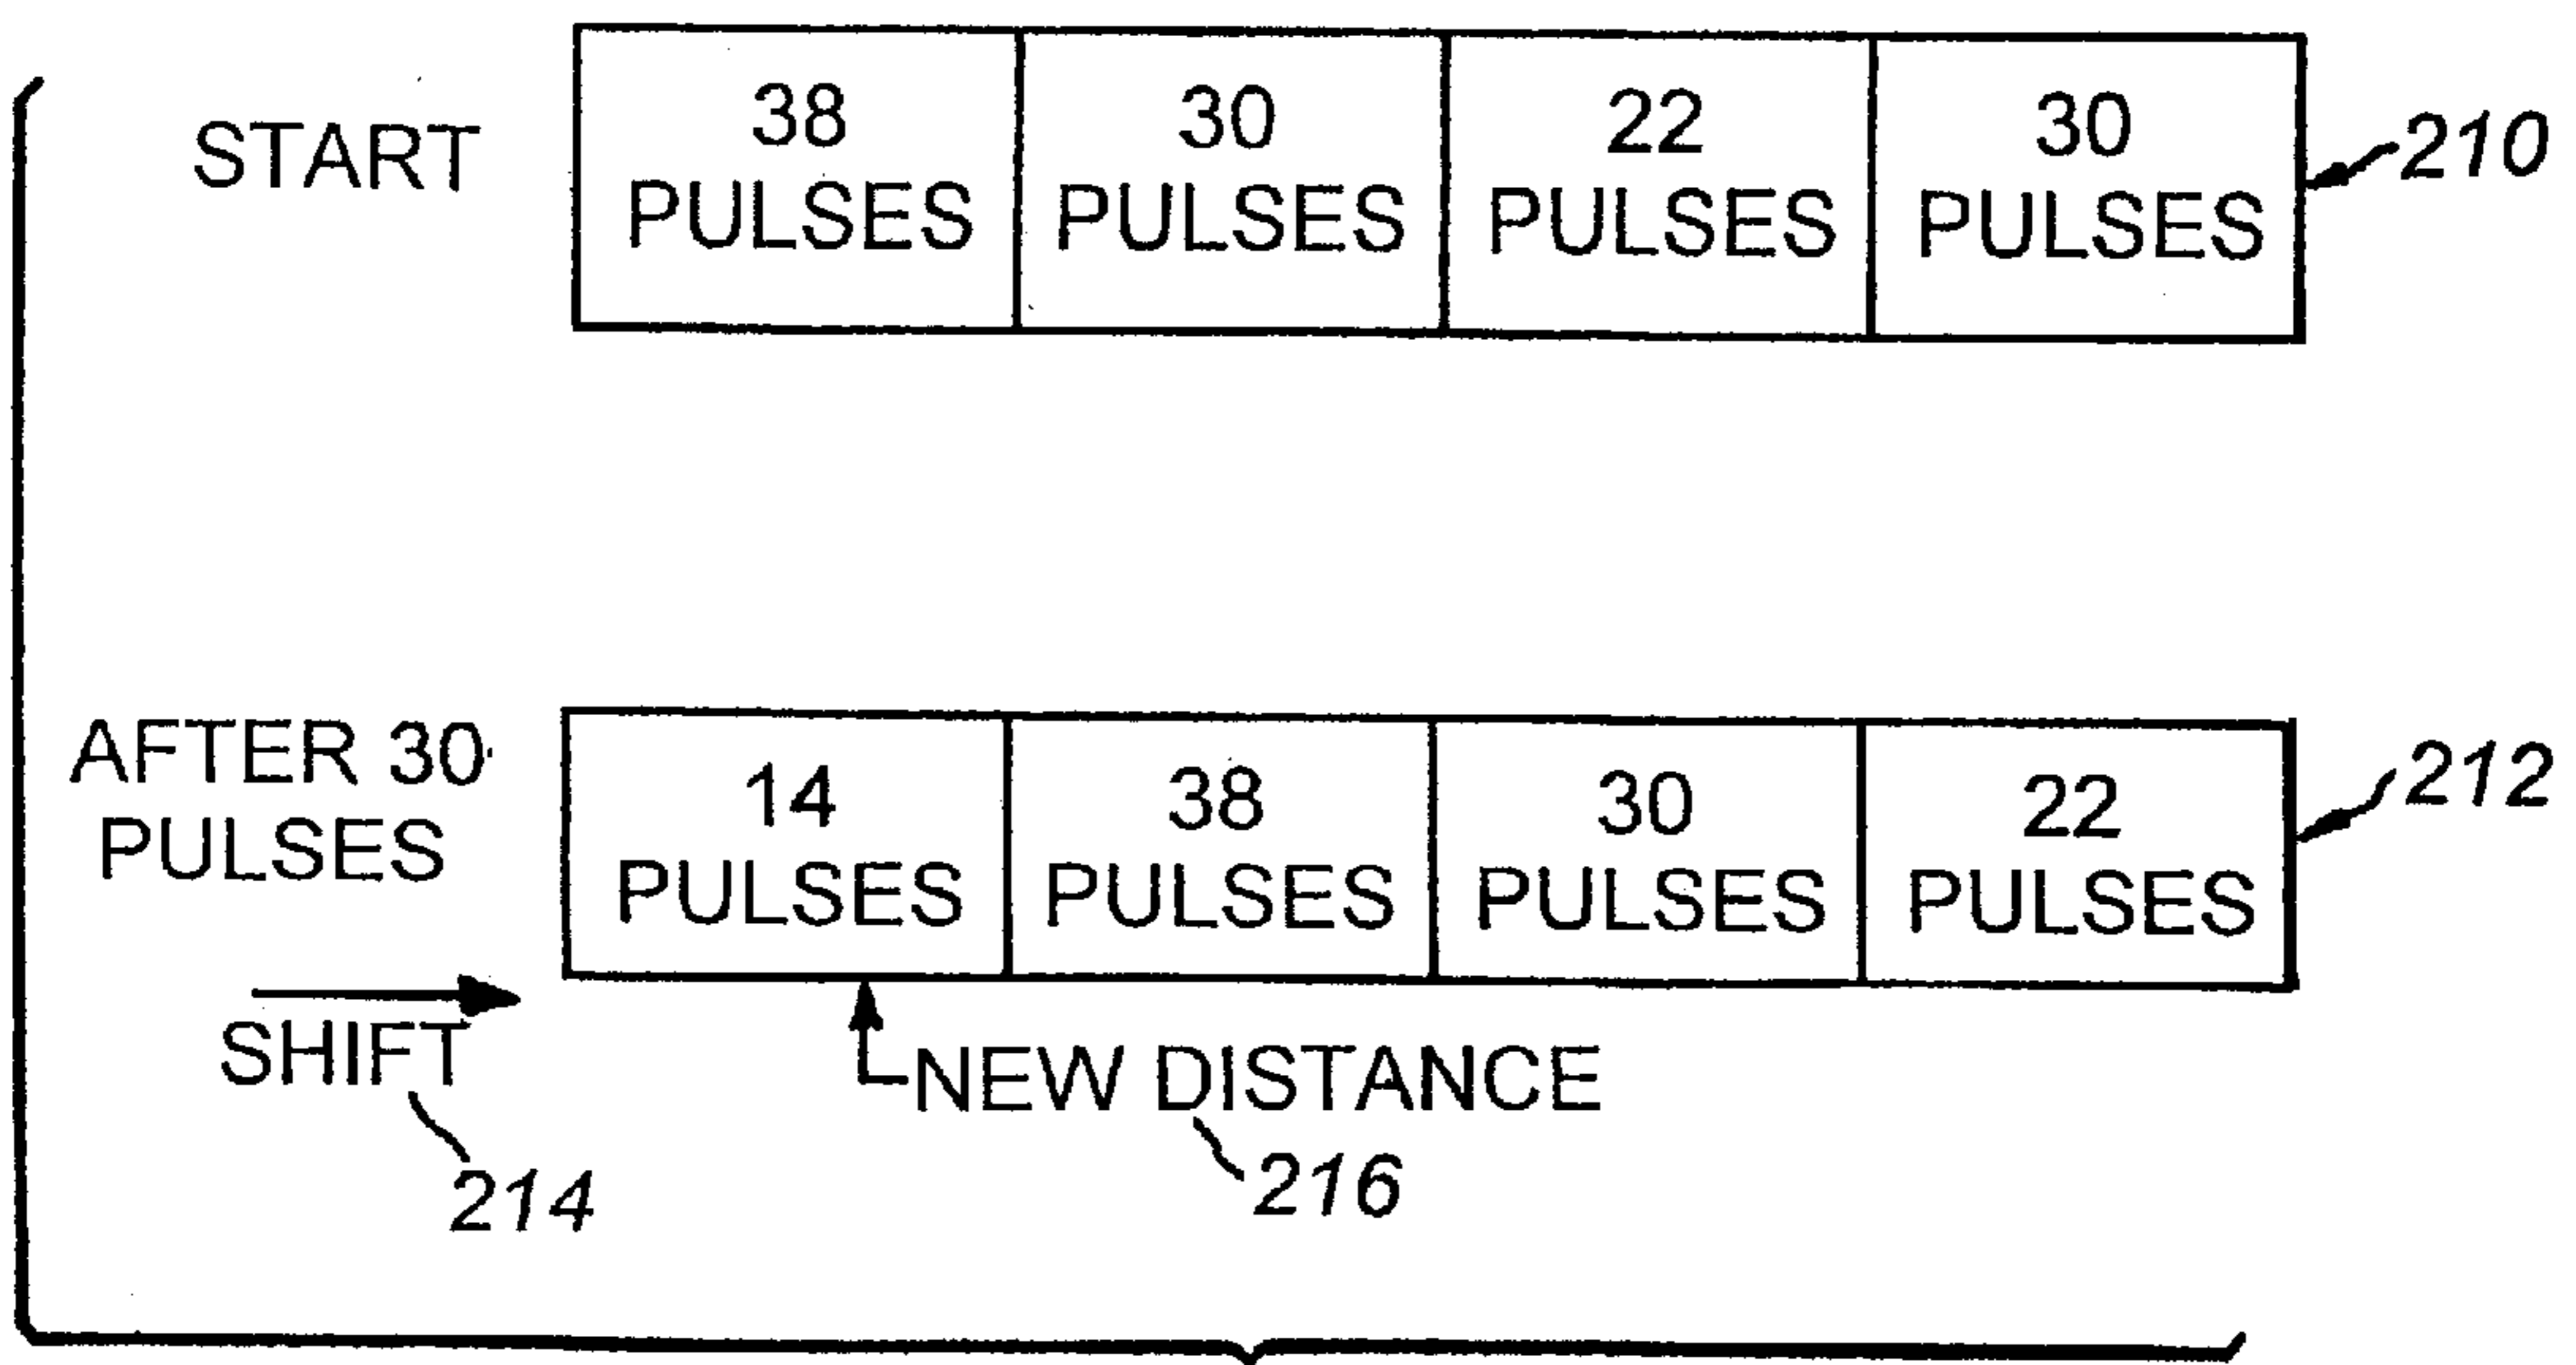 START
38 PULSES
30 PULSES
22 PULSES
30 PULSES
210
AFTER 30
PULSES
14 PULSES
38 PULSES
30 PULSES
22 PULSES
212
SHIFT
214
NEW DISTANCE
216